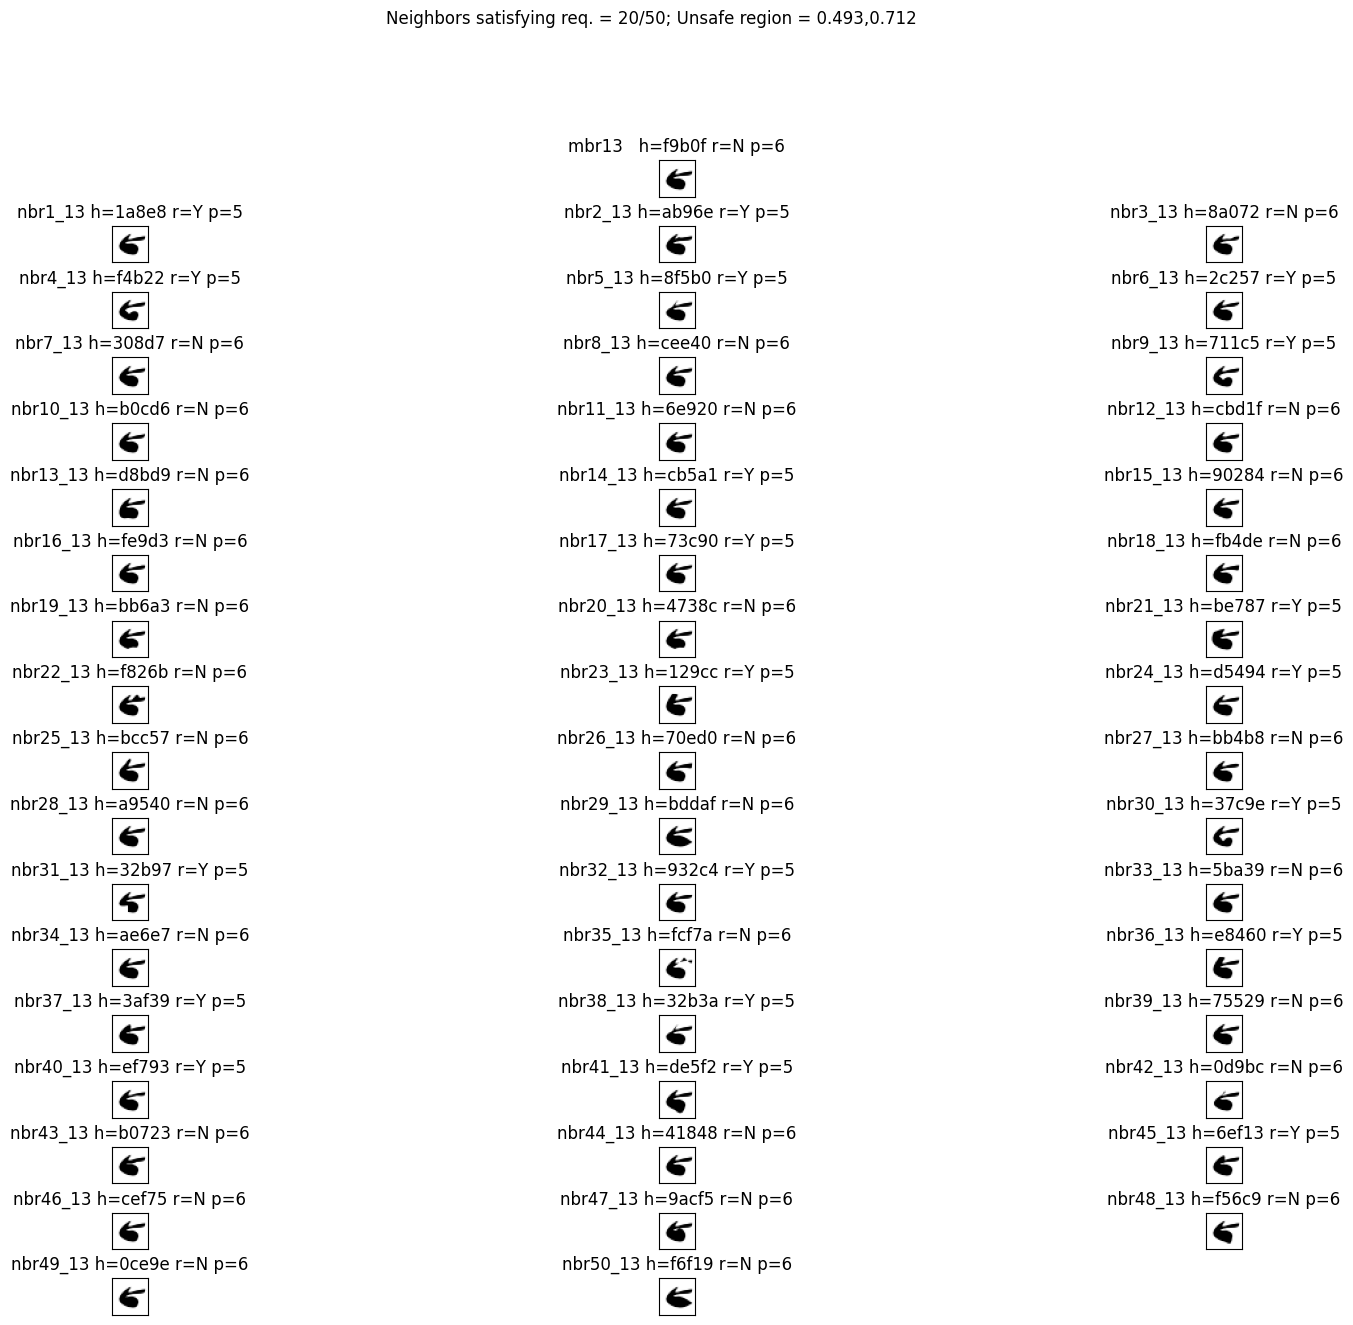 Neighbors satisfying req. = 20/50; Unsafe region = 0.493,0.712
mbr13 h=f9b0f r=N p=6
nbr1_13 h=1a8e8 r=Y p=5 nbr2_13 h=ab96e r=Y p=5 nbr3_13 h=8a072 r=N p=6
nbr4_13 h=f4b22 r=Y p=5 nbr5_13 h=8f5b0 r=Y p=5 nbr6_13 h=2c257 r=Y p=5
nbr7_13 h=308d7 r=N p=6 nbr8_13 h=cee40 r=N p=6 nbr9_13 h=711c5 r=Y p=5
nbr10_13 h=b0cd6 r=N p=6 nbr11_13 h=6e920 r=N p=6 nbr12_13 h=cbd1f r=N p=6
nbr13_13 h=d8bd9 r=N p=6 nbr14_13 h=cb5a1 r=Y p=5 nbr15_13 h=90284 r=N p=6
nbr16_13 h=fe9d3 r=N p=6 nbr17_13 h=73c90 r=Y p=5 nbr18_13 h=fb4de r=N p=6
nbr19_13 h=bb6a3 r=N p=6 nbr20_13 h=4738c r=N p=6 nbr21_13 h=be787 r=Y p=5
nbr22_13 h=f826b r=N p=6 nbr23_13 h=129cc r=Y p=5 nbr24_13 h=d5494 r=Y p=5
nbr25_13 h=bcc57 r=N p=6 nbr26_13 h=70ed0 r=N p=6 nbr27_13 h=bb4b8 r=N p=6
nbr28_13 h=a9540 r=N p=6 nbr29_13 h=bddaf r=N p=6 nbr30_13 h=37c9e r=Y p=5
nbr31_13 h=32b97 r=Y p=5 nbr32_13 h=932c4 r=Y p=5 nbr33_13 h=5ba39 r=N p=6
nbr34_13 h=ae6e7 r=N p=6 nbr35_13 h=fcf7a r=N p=6 nbr36_13 h=e8460 r=Y p=5
nbr37_13 h=3af39 r=Y p=5 nbr38_13 h=32b3a r=Y p=5 nbr39_13 h=75529 r=N p=6
nbr40_13 h=ef793 r=Y p=5 nbr41_13 h=de5f2 r=Y p=5 nbr42_13 h=0d9bc r=N p=6
nbr43_13 h=b0723 r=N p=6 nbr44_13 h=41848 r=N p=6 nbr45_13 h=6ef13 r=Y p=5
nbr46_13 h=cef75 r=N p=6 nbr47_13 h=9acf5 r=N p=6 nbr48_13 h=f56c9 r=N p=6
nbr49_13 h=0ce9e r=N p=6 nbr50_13 h=f6f19 r=N p=6